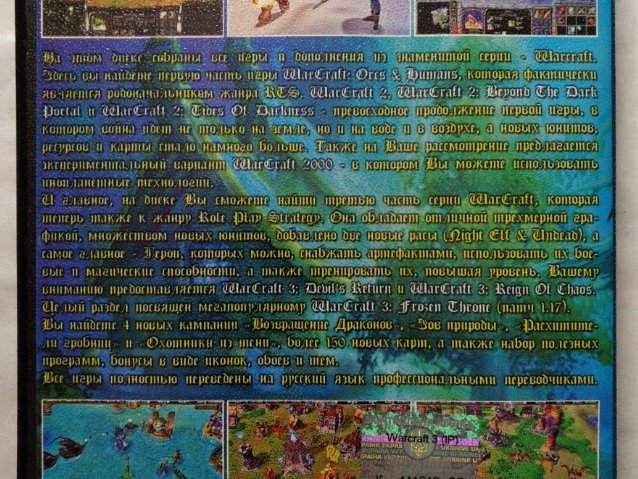 На этом диске собраны все игры и дополнения из знаменитой серии - Warcraft.
Здесь вы найдете первую часть игры WarCraft: Orcs & Humans, которая фактически
является родоначальником жанра RTS. WarCraft 2, WarCraft 2: Beyond The Dark
Portal и WarCraft 2: Tides Of Darkness - превосходное продолжение первой игры, в
котором война идет не только на земле, но и на воде и в воздухе, а новых юнитов,
ресурсов и карты стало намного больше. Также на Ваше рассмотрение предлагается
экспериментальный вариант WarCraft 2000 - в котором Вы можете использовать
инопланетные технологии.
И главное, на диске Вы сможете найти третью часть серии WarCraft, которая
теперь также к жанру Role Play Strategy. Она обладает отличной трехмерной гра-
фикой, множеством новых юнитов, добавлено две новые расы (Night Elf & Undead), а
самое главное - Герои, которых можно, снабжать артефактами, использовать их бое-
вые и магические способности, а также тренировать их, повышая уровень. Вашему
вниманию предоставляется WarCraft 3: Devil's Return и WarCraft 3: Reign Of Chaos.
Целый раздел посвящен мегапопулярному WarCraft 3: Frozen Throne (патч 1.17).
Вы найдете 4 новых кампании «Возвращение Драконов», «Зов природы», «Расхитите-
ли гробниц» и «Охотники из тени», более 150 новых карт, а также набор полезных
программ, бонусы в виде иконок, обоев и тем.
Все игры полностью переведены на русский язык профессиональными переводчиками.
Warcraft 3 (IP)